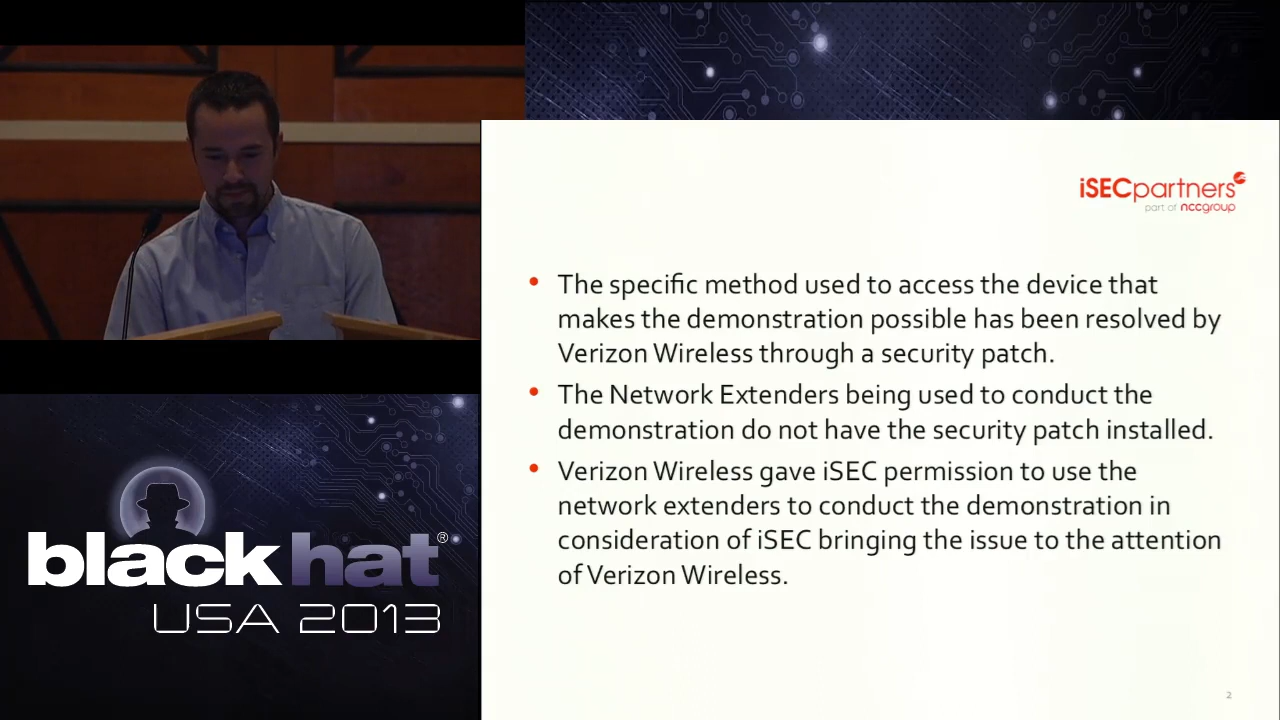 iSECpartners
part of nccgroup
• The specific method used to access the device that
makes the demonstration possible has been resolved by
Verizon Wireless through a security patch.
• The Network Extenders being used to conduct the
demonstration do not have the security patch installed.
• Verizon Wireless gave iSEC permission to use the
network extenders to conduct the demonstration in
consideration of iSEC bringing the issue to the attention
of Verizon Wireless.
2
black hat®
USA 2013